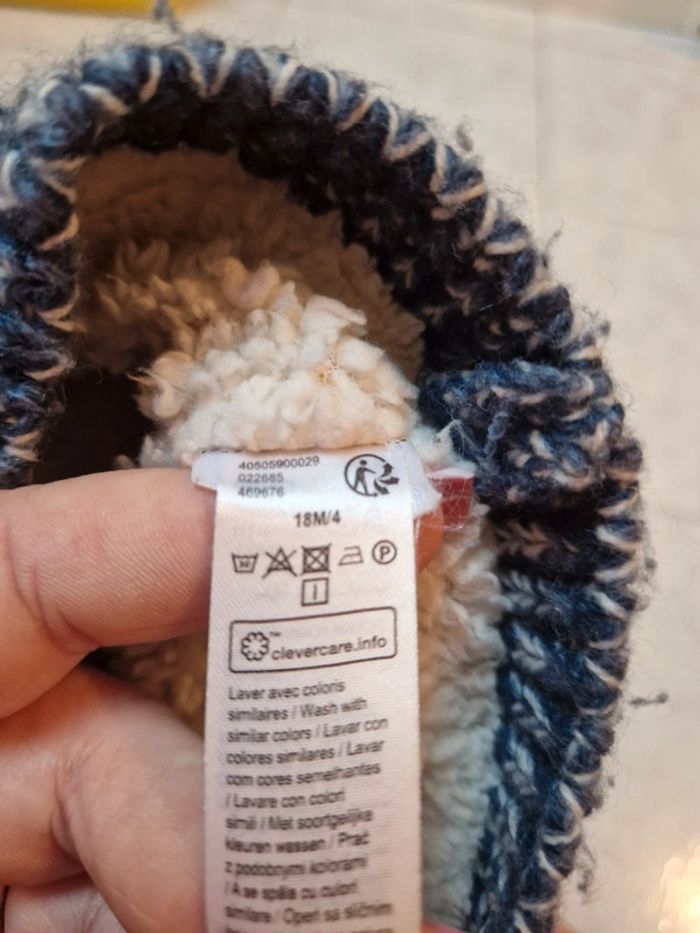 40505900029
022685
469676
18M/4
30
P
clevercare.info
Laver avec coloris
similaires / Wash with
similar colors / Lavar con
colores similares / Lavar
com cores semelhantes
/ Lavare con colori
simili / Met soortgelijke
kleuren wassen / Prać
z podobnymi kolorami
/ A se spăla cu culori
similare / Operi sa sličnim